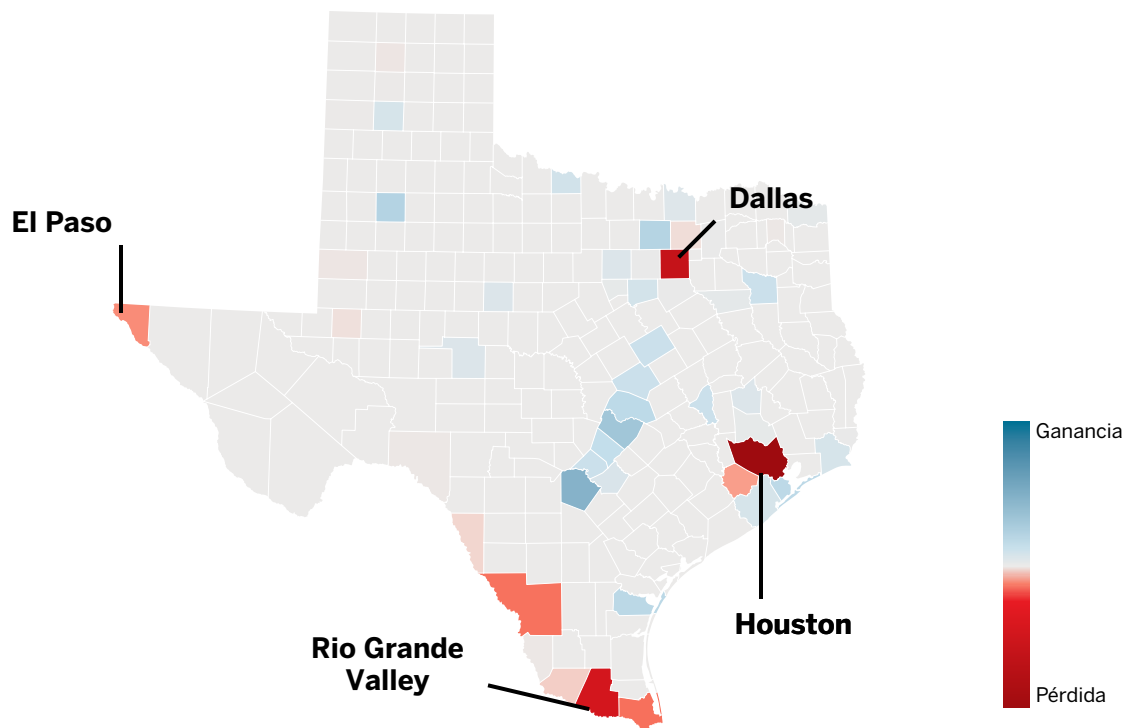 Dallas
El Paso
Ganancia
Houston
Rio Grande
Valley
Pérdida